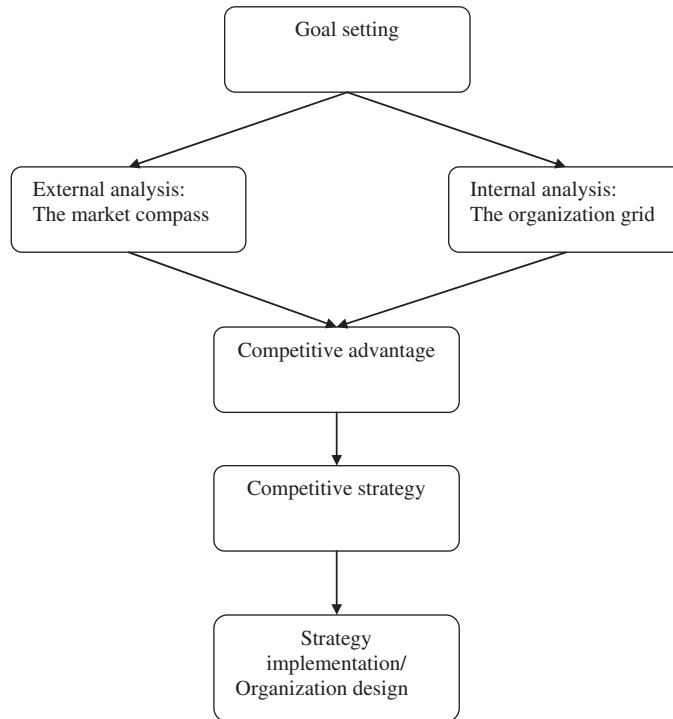 Goal setting
External analysis:
The market compass
Internal analysis:
The organization grid
Competitive advantage
Competitive strategy
Strategy
implementation/
Organization design